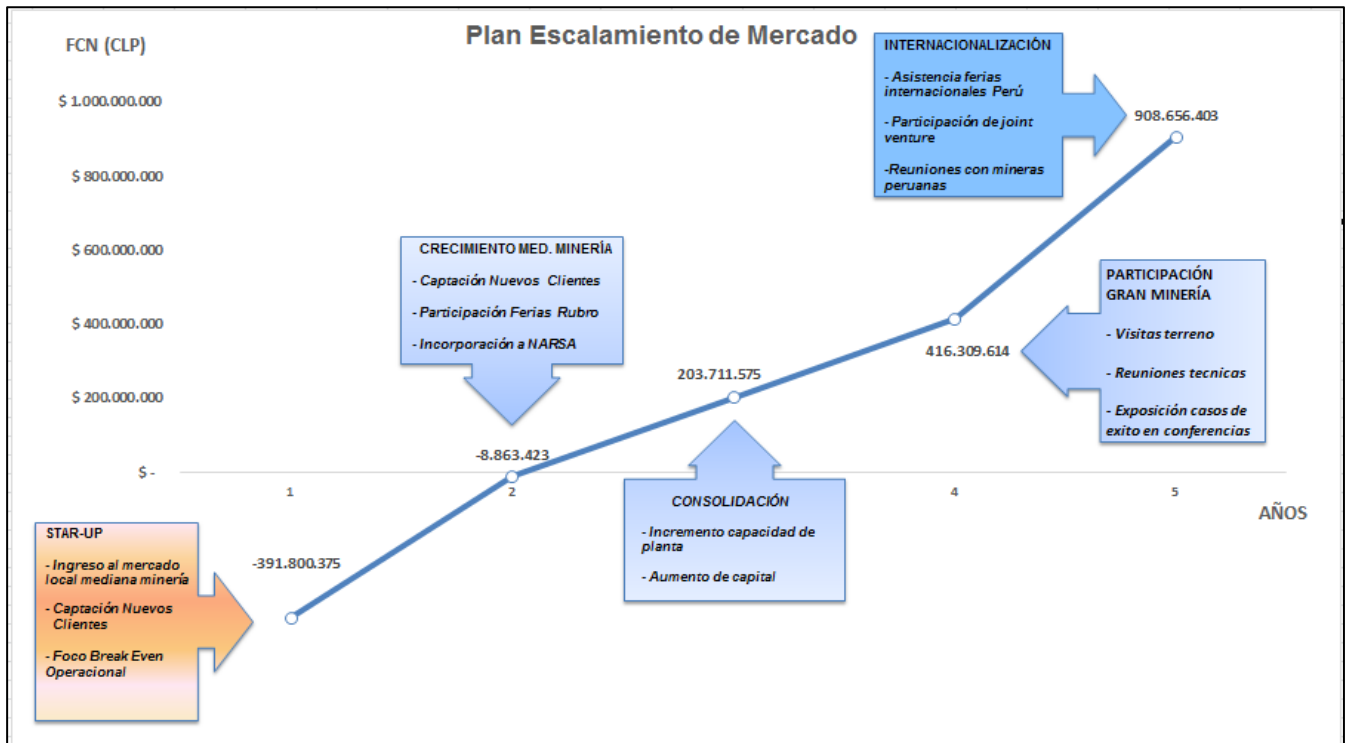 Plan Escalamiento de Mercado
FCN (CLP)
$ 1.000.000.000
$ 800.000.000
$ 600.000.000
$ 400.000.000
$ 200.000.000
$ -
INTERNACIONALIZACIÓN
- Asistencia ferias
internacionales Perú
- Participación de joint
venture
-Reuniones con mineras
peruanas
908.656.403
CRECIMIENTO MED. MINERÍA
- Captación Nuevos Clientes
- Participación Ferias Rubro
- Incorporación a NARSA
PARTICIPACIÓN
GRAN MINERÍA
- Visitas terreno
- Reuniones tecnicas
- Exposición casos de
exito en conferencias
416.309.614
203.711.575
-8.863.423
1
2
4
5
AÑOS
CONSOLIDACIÓN
- Incremento capacidad de
planta
- Aumento de capital
STAR-UP
- Ingreso al mercado
local mediana minería
- Captación Nuevos
Clientes
- Foco Break Even
Operacional
-391.800.375